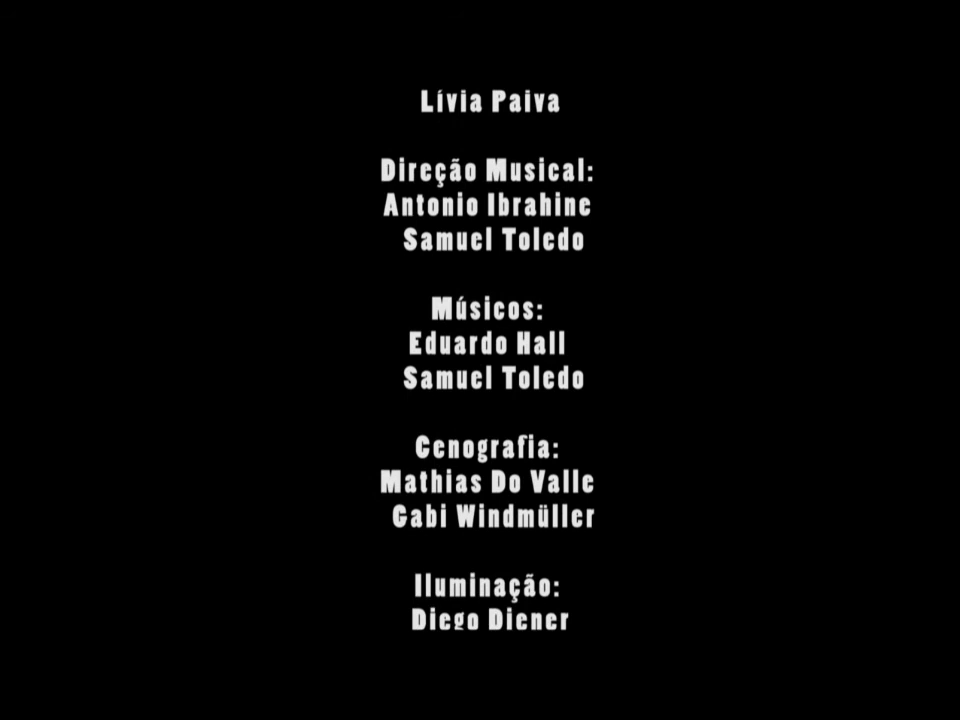 Lívia Paiva
Direção Musical:
Antonio Ibrahine
Samuel Toledo
Músicos:
Eduardo Hall
Samuel Toledo
Cenografia:
Mathias Do Valle
Gabi Windmüller
Iluminação:
Diego Diener